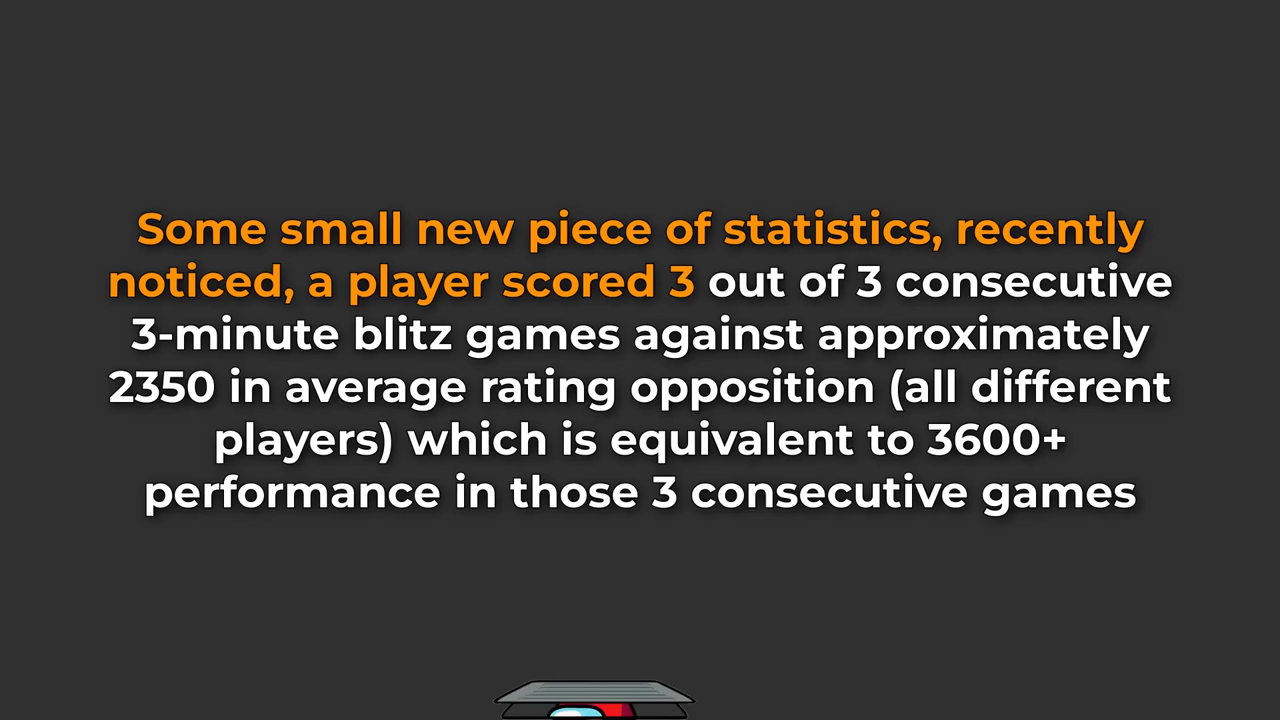 Some small new piece of statistics, recently
noticed, a player scored 3 out of 3 consecutive
3-minute blitz games against approximately
2350 in average rating opposition (all different
players) which is equivalent to 3600+
performance in those 3 consecutive games